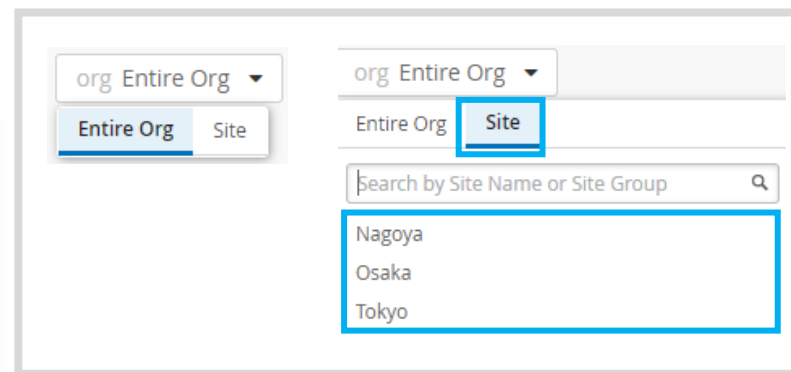 org Entire Org
Entire Org Site
org Entire Org
Entire Org Site
Search by Site Name or Site Group
Nagoya
Osaka
Tokyo